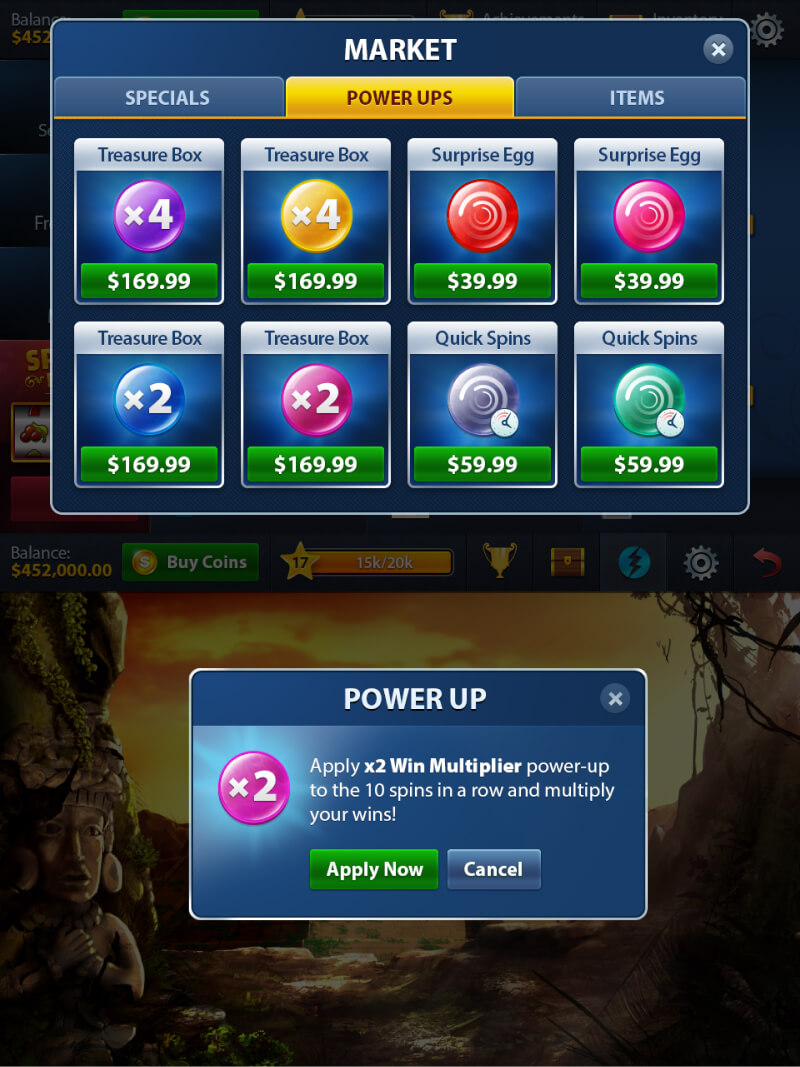 Balance:
$452
Achievements
Inventory
MARKET
SPECIALS
POWER UPS
ITEMS
Treasure Box
Treasure Box
Surprise Egg
Surprise Egg
×4
×4
$169.99
$169.99
$39.99
$39.99
Treasure Box
Treasure Box
Quick Spins
Quick Spins
×2
×2
$169.99
$169.99
$59.99
$59.99
Balance:
$452,000.00
S
Buy Coins
17
15k/20k
POWER UP
×2
Apply x2 Win Multiplier power-up
to the 10 spins in a row and multiply
your wins!
Apply Now
Cancel